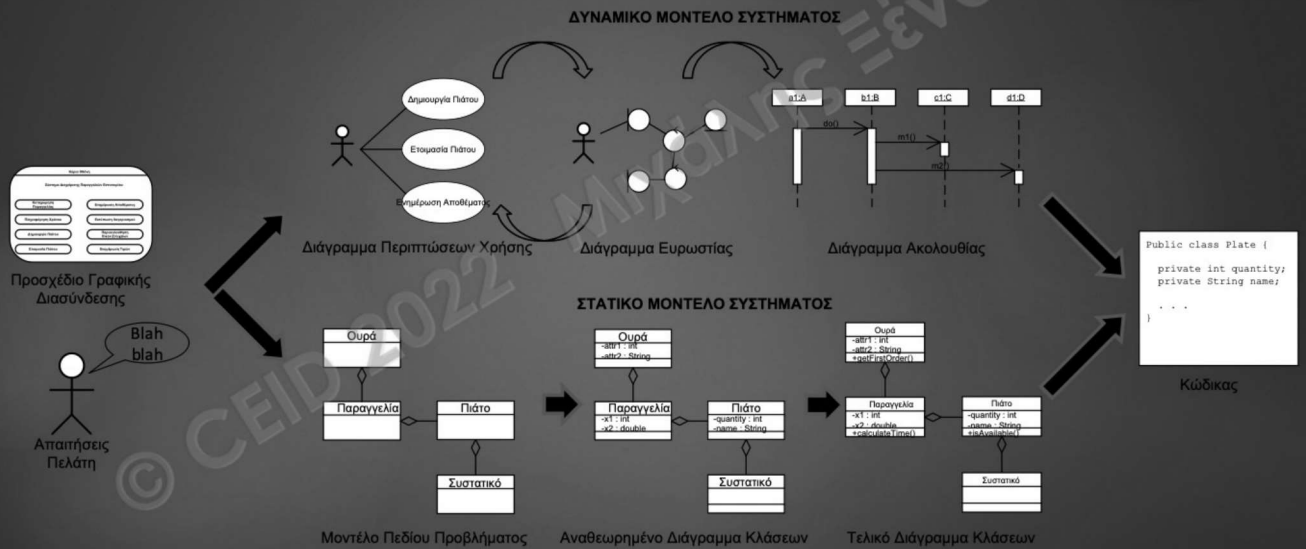 ΔΥΝΑΜΙΚΟ ΜΟΝΤΕΛΟ ΣΥΣΤΗΜΑΤΟΣ
Δημιουργία Πιάτου
Ετοιμασία Πιάτου
Ενημέρωση Αποθέματος
a1:A
b1:B
c1:C
d1:D
do()
m1()
m2()
Διάγραμμα Περιπτώσεων Χρήσης
Διάγραμμα Ευρωστίας
Διάγραμμα Ακολουθίας
Προσχέδιο Γραφικής
Διασύνδεσης
Blah
blah
Απαιτήσεις
Πελάτη
ΣΤΑΤΙΚΟ ΜΟΝΤΕΛΟ ΣΥΣΤΗΜΑΤΟΣ
Ουρά
Παραγγελία
Πιάτο
Συστατικό
Μοντέλο Πεδίου Προβλήματος
Ουρά
-attr1 : int
-attr2 : String
Παραγγελία
-x1 : int
-x2 : double
Πιάτο
-quantity : int
-name : String
Συστατικό
Αναθεωρημένο Διάγραμμα Κλάσεων
Ουρά
-attr1 : int
-attr2 : String
+getFirstOrder()
Παραγγελία
-x1 : int
-x2 : double
+calculateTime()
Πιάτο
-quantity : int
-name : String
+isAvailable()
Συστατικό
Τελικό Διάγραμμα Κλάσεων
Public class Plate {
private int quantity;
private String name;
. . .
}
Κώδικας
© CEID 2022 Μιχάλης